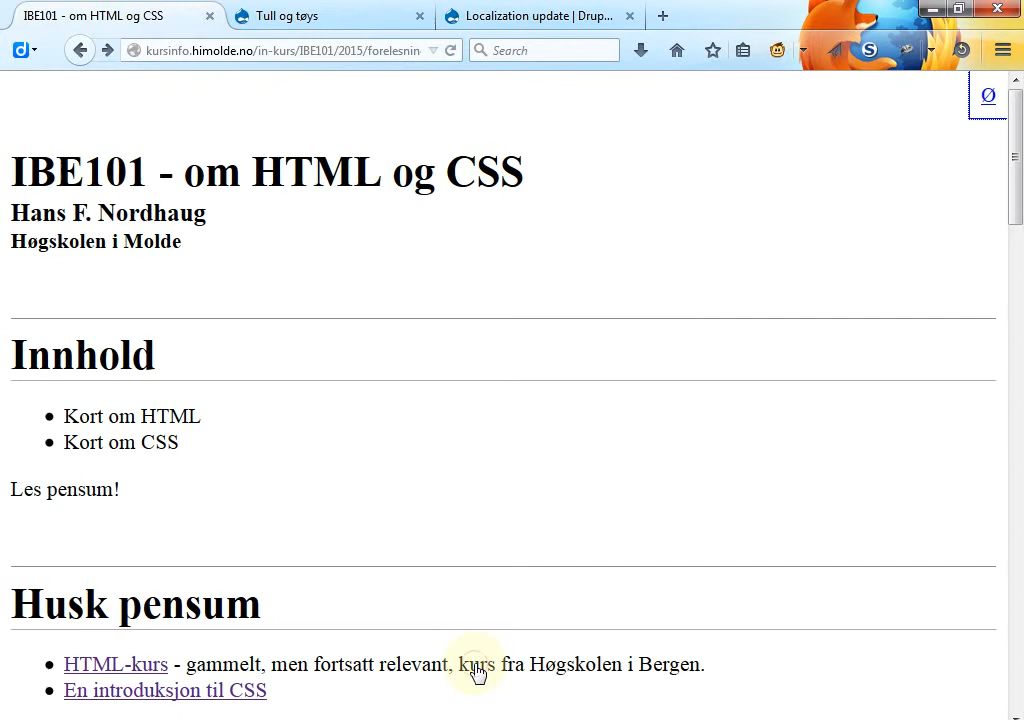 IBE101 - om HTML og CSS
Tull og tøys
Localization update | Drup...
kursinfo.himolde.no/in-kurs/IBE101/2015/forelesnin
Search
Ø
IBE101 - om HTML og CSS
Hans F. Nordhaug
Høgskolen i Molde
Innhold
Kort om HTML
Kort om CSS
Les pensum!
Husk pensum
HTML-kurs - gammelt, men fortsatt relevant, kurs fra Høgskolen i Bergen.
En introduksjon til CSS